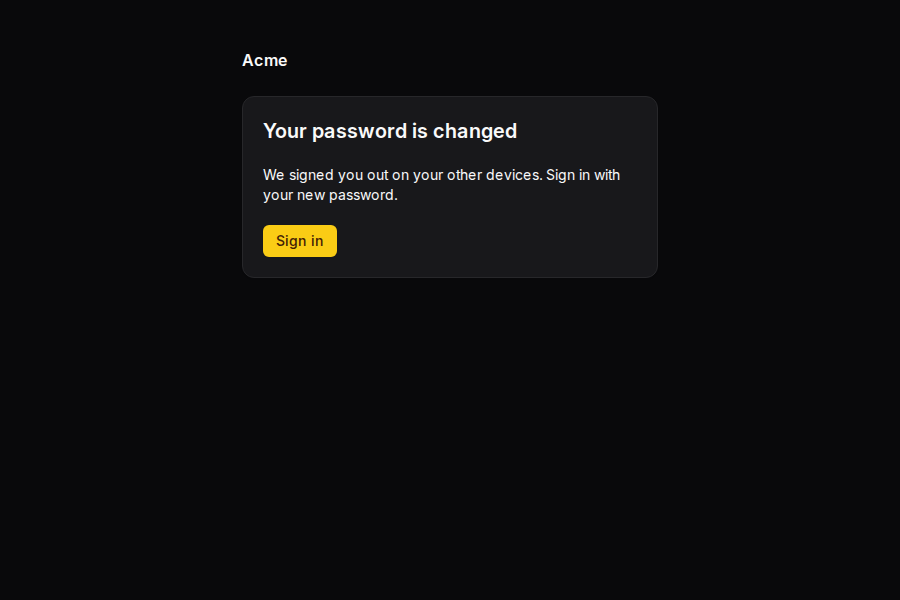 Acme
Your password is changed
We signed you out on your other devices. Sign in with
your new password.
Sign in